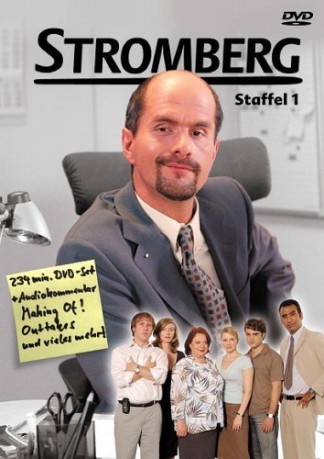 DVD
STROMBERG
Staffel 1
234 min. DVD-Set
+Audiokommentar
Making Of!
Outtakes
und vieles mehr!